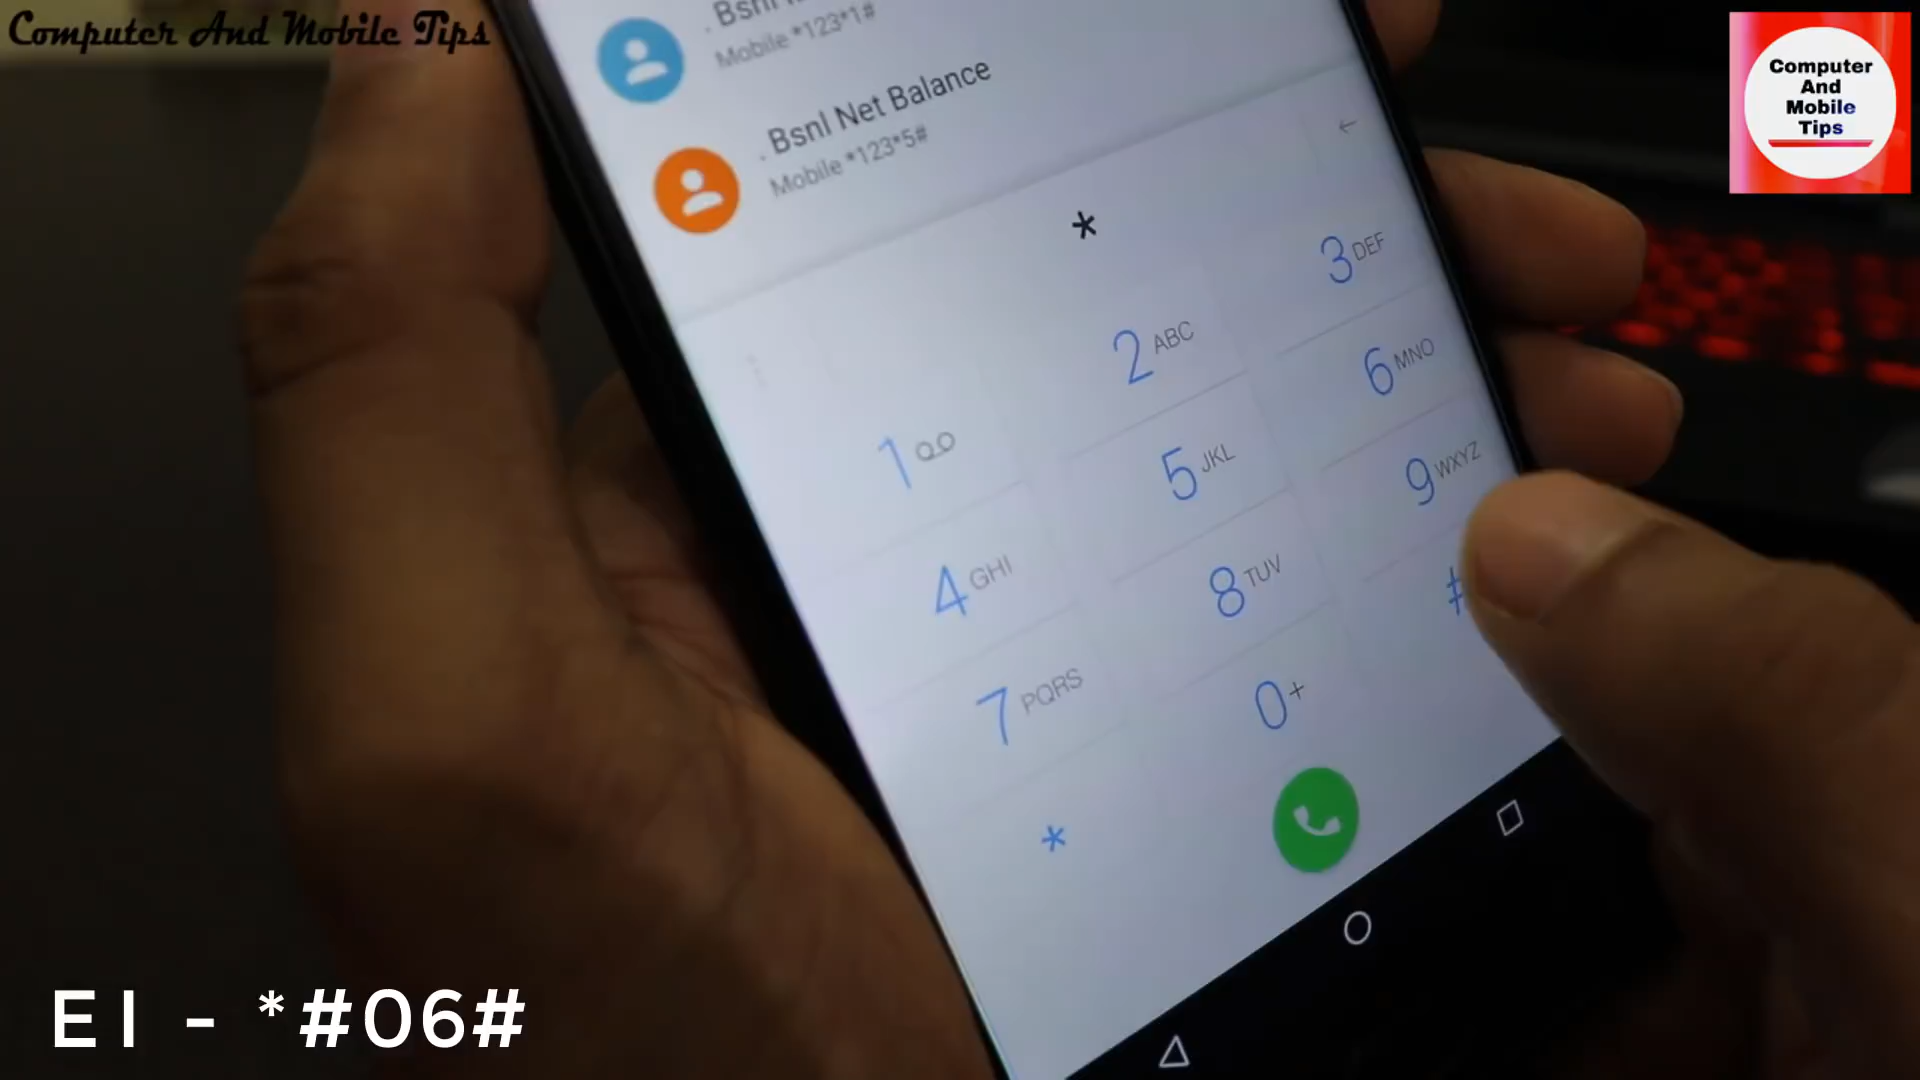 Computer And Mobile Tips
Computer
And
Mobile
Tips
. Bsnl
Mobile *123*1#
. Bsnl Net Balance
Mobile *123*5#
*
1
2 ABC
3 DEF
4 GHI
5 JKL
6 MNO
7 PQRS
8 TUV
9 WXYZ
*
0 +
#
EI - *#06#